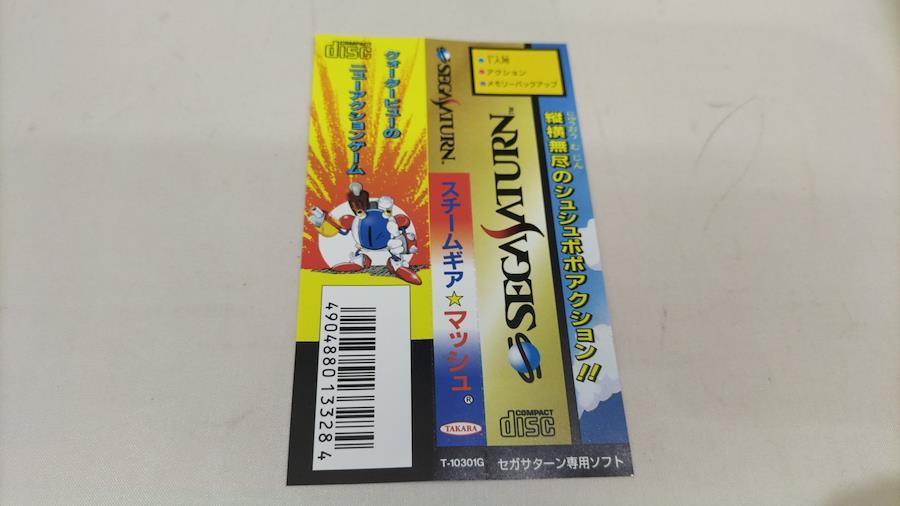 COMPACT
disc
クォータービューの
ニューアクションゲーム
4904880133284
SEGA SATURN™
スチームギア★マッシュ®
TAKARA
T-10301G
1人用
アクション
メモリーバックアップ
SEGA SATURN™
COMPACT
disc
じゅうおうむじん
縦横無尽のシュシュポポアクション!!
セガサターン専用ソフト